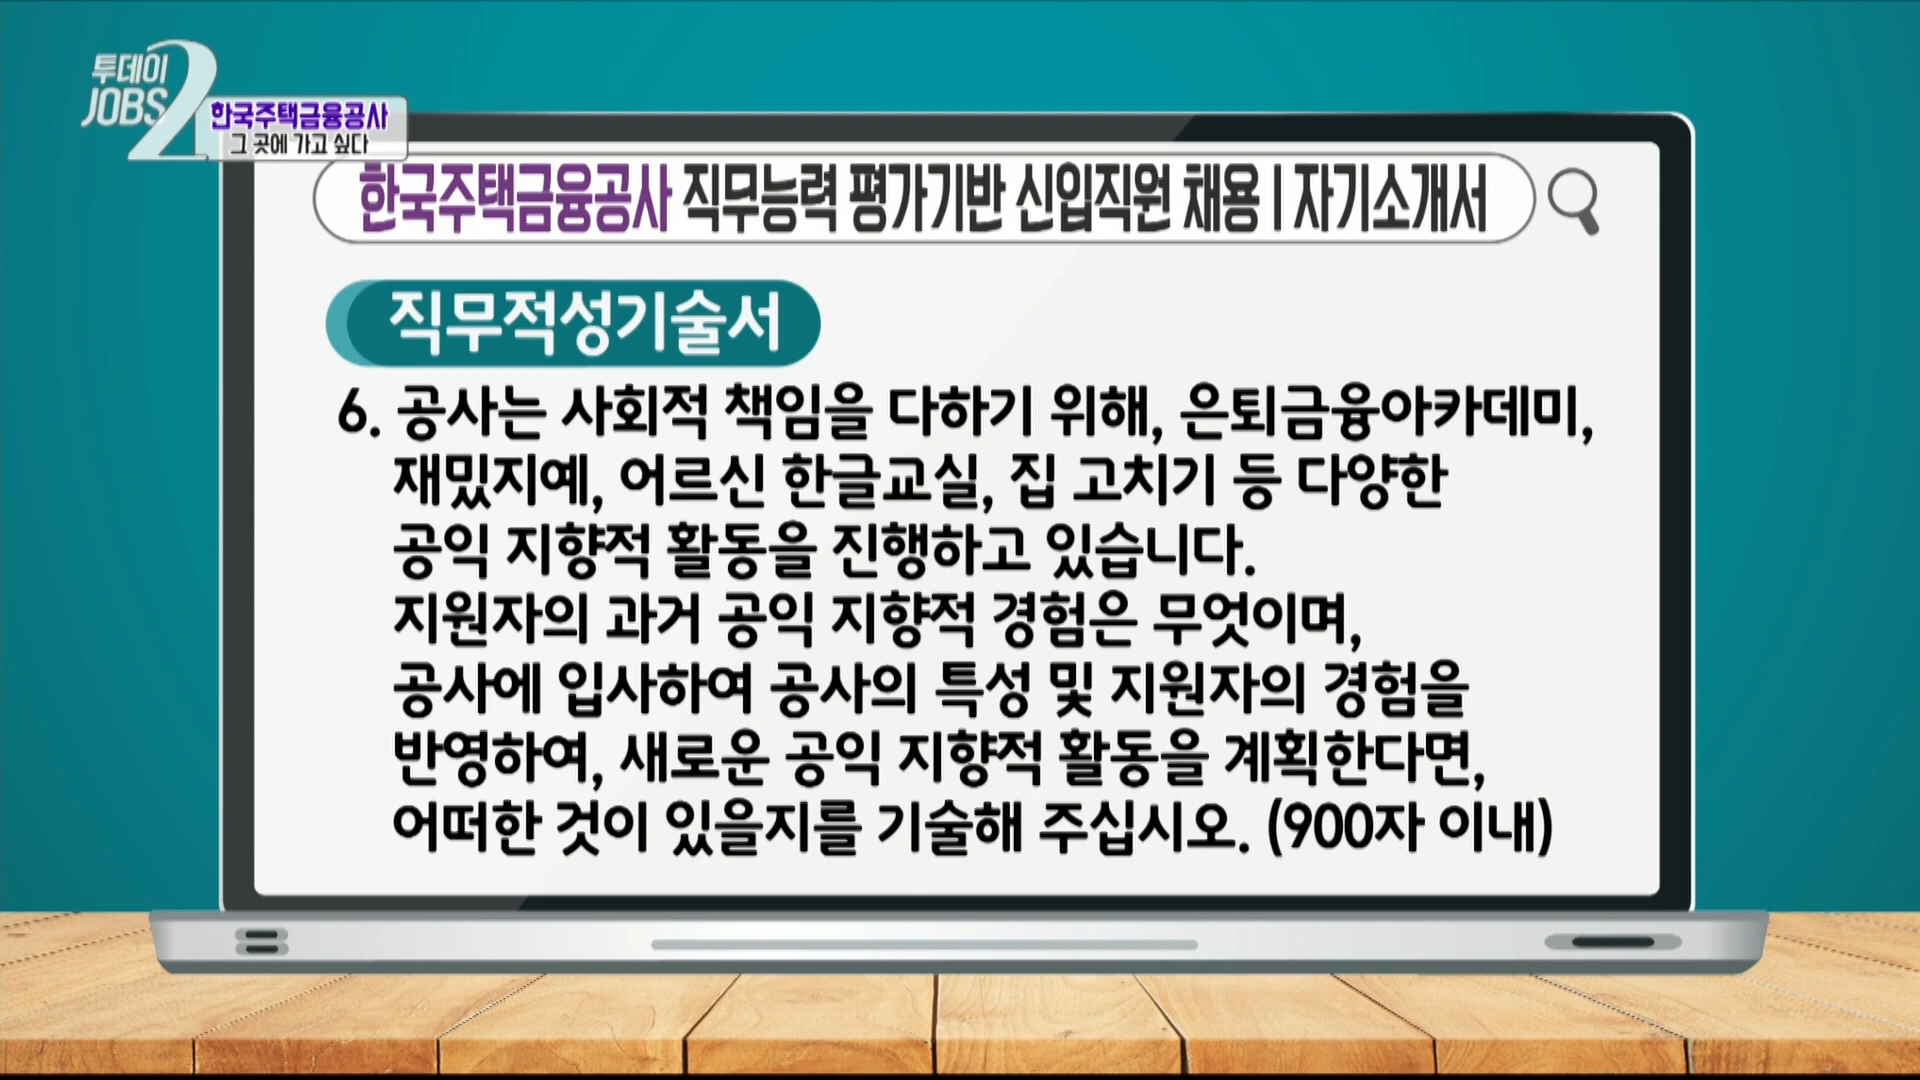 투데이
JOBS 2
한국주택금융공사
그 곳에 가고 싶다
한국주택금융공사 직무능력 평가기반 신입직원 채용 | 자기소개서
직무적성기술서
6. 공사는 사회적 책임을 다하기 위해, 은퇴금융아카데미,
재밌지예, 어르신 한글교실, 집 고치기 등 다양한
공익 지향적 활동을 진행하고 있습니다.
지원자의 과거 공익 지향적 경험은 무엇이며,
공사에 입사하여 공사의 특성 및 지원자의 경험을
반영하여, 새로운 공익 지향적 활동을 계획한다면,
어떠한 것이 있을지를 기술해 주십시오. (900자 이내)